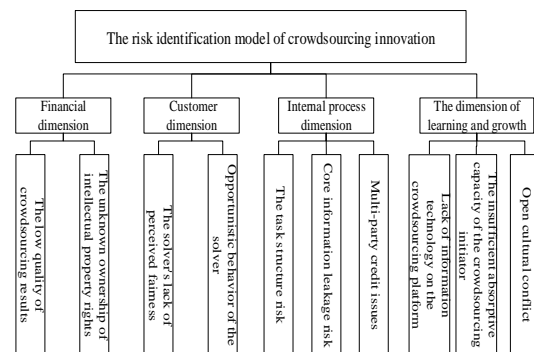 The risk identification model of crowdsourcing innovation
Financial
dimension
Customer
dimension
Internal process
dimension
The dimension of
learning and growth
The low quality of
crowdsourcing results
The unknown ownership of
intellectual property rights
The solver's lack of
perceived fairness
Opportunistic behavior of the
solver
The task structure risk
Core information leakage risk
Multi-party credit issues
Lack of information
technology on the
crowdsourcing platform
The insufficient absorptive
capacity of the crowdsourcing
initiator
Open cultural conflict